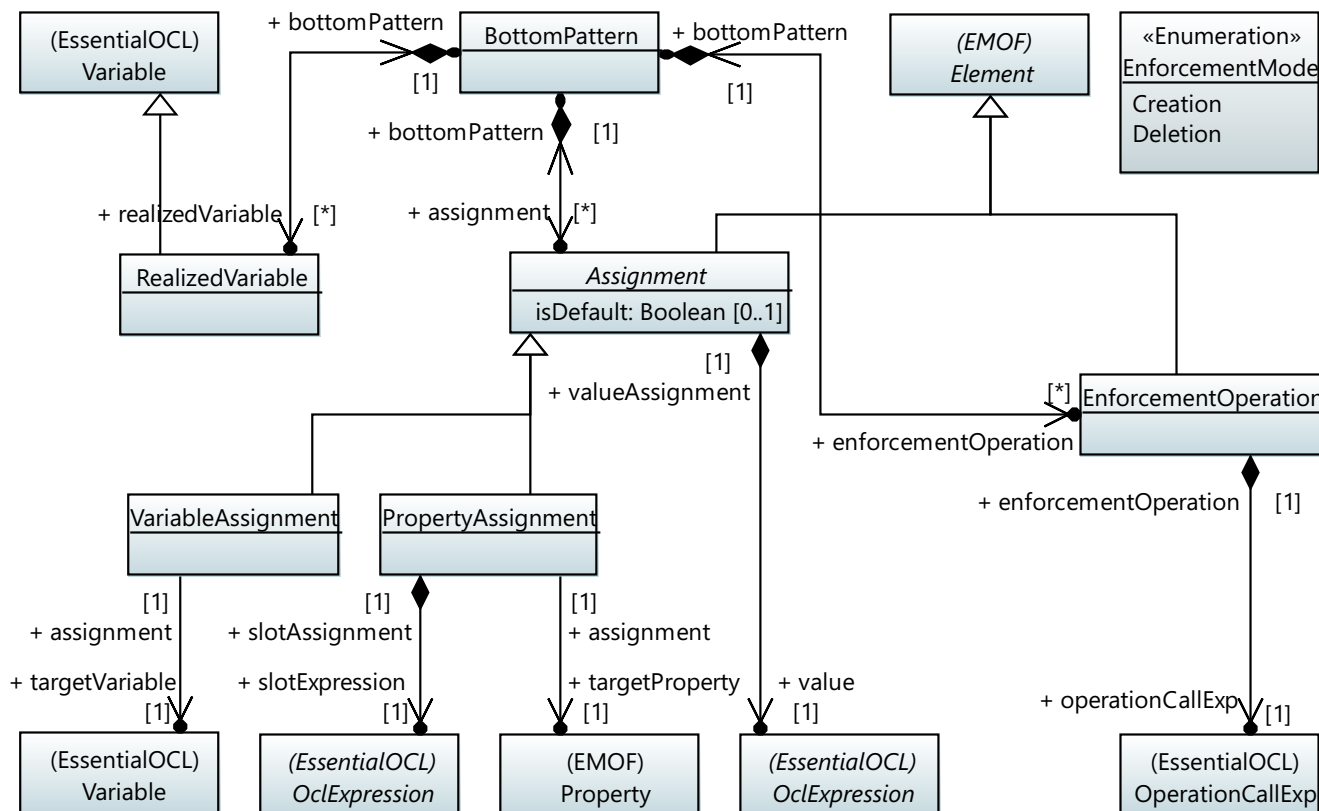 + bottomPattern
(EssentialOCL)
Variable
BottomPattern
+ bottomPattern
(EMOF)
Element
«Enumeration»
EnforcementMode
Creation
Deletion
[1]
[1]
+ bottomPattern
[1]
+ realizedVariable
[*]
+ assignment
[*]
RealizedVariable
Assignment
isDefault: Boolean [0..1]
[1]
+ valueAssignment
[*]
EnforcementOperation
+ enforcementOperation
+ enforcementOperation
[1]
VariableAssignment
PropertyAssignment
[1]
[1]
[1]
+ assignment
+ slotAssignment
+ assignment
+ targetVariable
+ slotExpression
+ targetProperty
+ value
+ operationCallExp
[1]
[1]
[1]
[1]
[1]
(EssentialOCL)
Variable
(EssentialOCL)
OclExpression
(EMOF)
Property
(EssentialOCL)
OclExpression
(EssentialOCL)
OperationCallExp